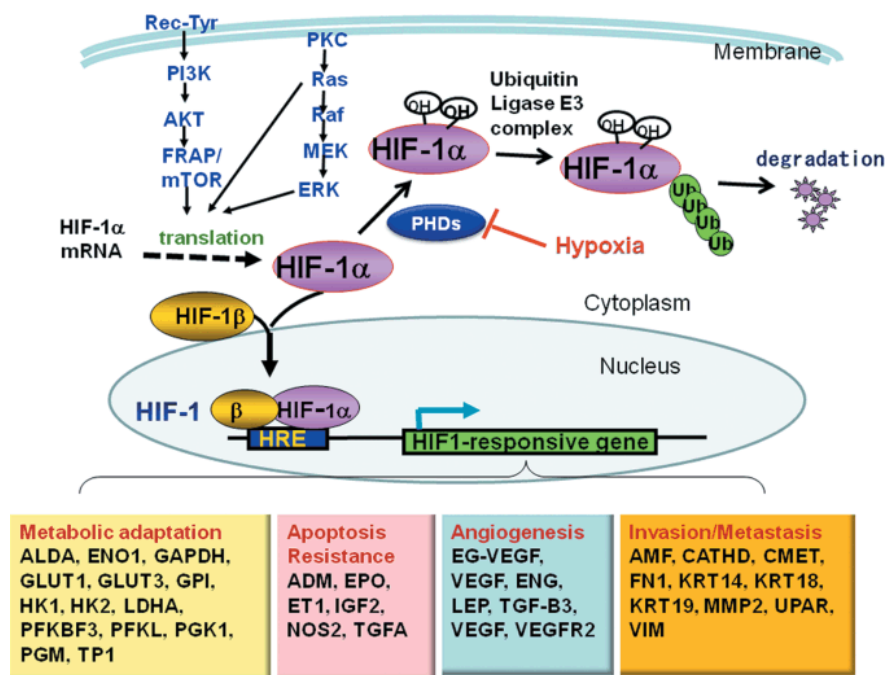 Rec-Tyr
PI3K
AKT
FRAP/
mTOR
PKC
Ras
Raf
MEK
ERK
Membrane
OH OH
HIF-1α
Ubiquitin
Ligase E3
complex
OH OH
HIF-1α
Ub
Ub
Ub
Ub
degradation
PHDs
Hypoxia
HIF-1α
mRNA
translation
HIF-1α
HIF-1β
Cytoplasm
Nucleus
HIF-1
β
HIF-1α
HRE
HIF1-responsive gene
Metabolic adaptation
ALDA, ENO1, GAPDH,
GLUT1, GLUT3, GPI,
HK1, HK2, LDHA,
PFKBF3, PFKL, PGK1,
PGM, TP1
Apoptosis
Resistance
ADM, EPO,
ET1, IGF2,
NOS2, TGFA
Angiogenesis
EG-VEGF,
VEGF, ENG,
LEP, TGF-B3,
VEGF, VEGFR2
Invasion/Metastasis
AMF, CATHD, CMET,
FN1, KRT14, KRT18,
KRT19, MMP2, UPAR,
VIM